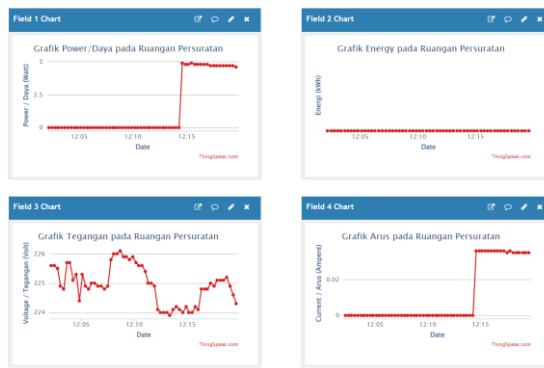 Field 1 Chart
Grafik Power/Daya pada Ruangan Persuratan
Power / Daya (Watt)
5
2.5
0
12:05 12:10 12:15
Date
ThingSpeak.com
Field 2 Chart
Grafik Energy pada Ruangan Persuratan
Energi (kWh)
12:05 12:10 12:15
Date
ThingSpeak.com
Field 3 Chart
Grafik Tegangan pada Ruangan Persuratan
Voltage / Tegangan (Volt)
226
225
224
12:05 12:10 12:15
Date
ThingSpeak.com
Field 4 Chart
Grafik Arus pada Ruangan Persuratan
Current / Arus (Ampere)
0.02
0
12:05 12:10 12:15
Date
ThingSpeak.com